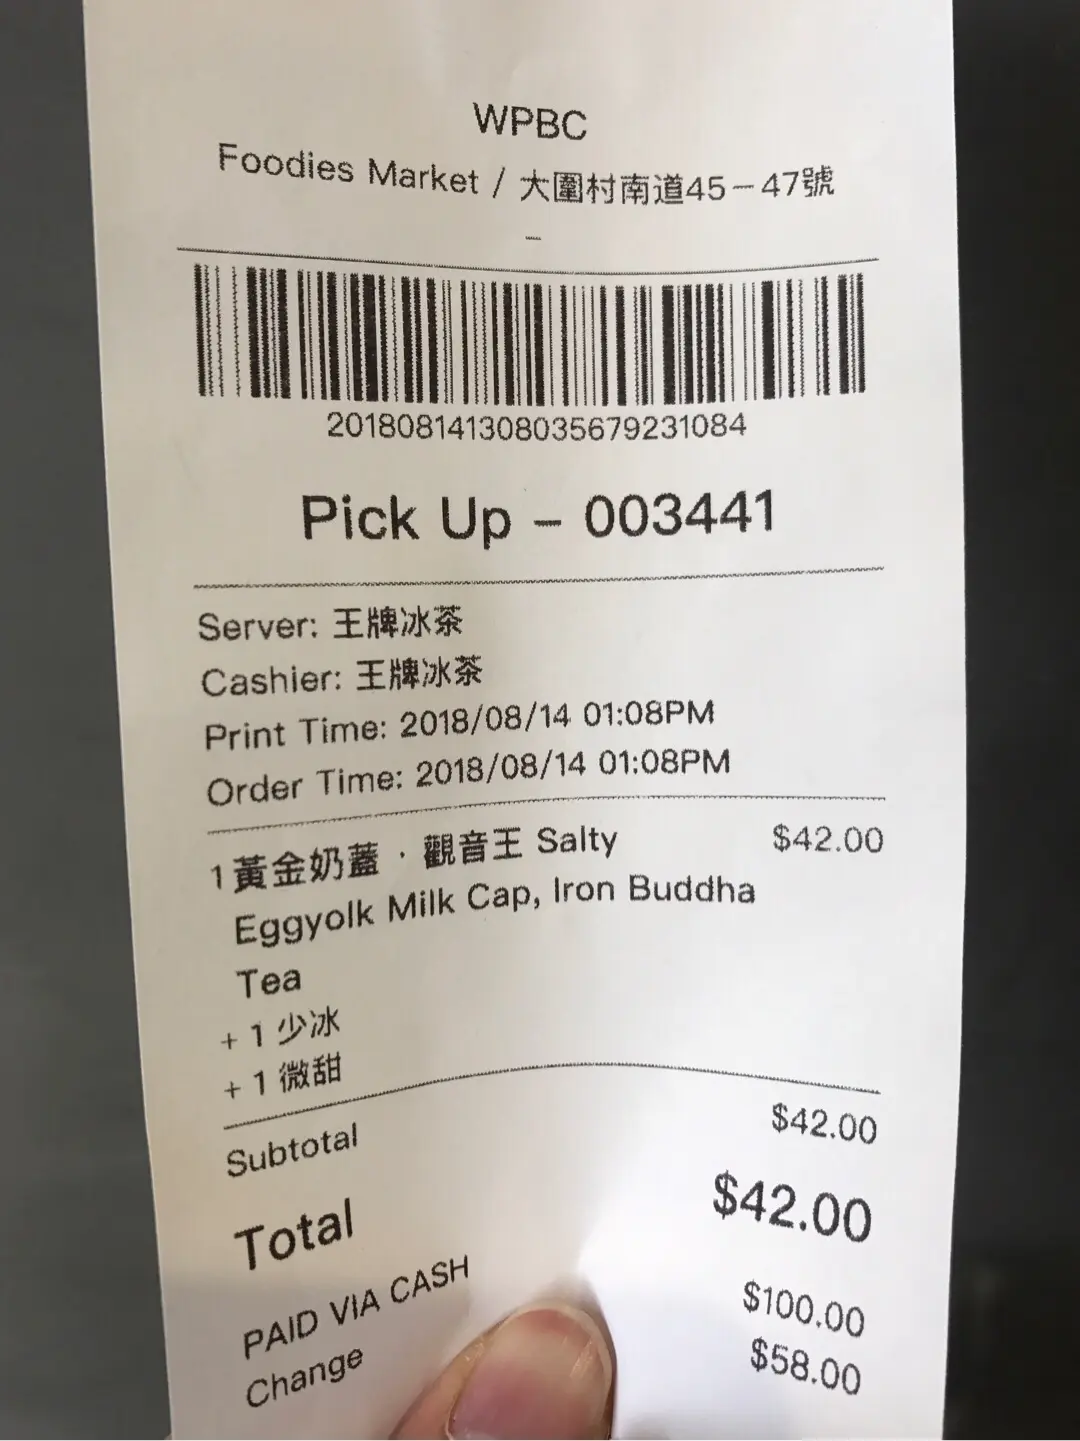 WPBC
Foodies Market / 大圍村南道45-47號
-
201808141308035679231084
Pick Up - 003441
Server: 王牌冰茶
Cashier: 王牌冰茶
Print Time: 2018/08/14 01:08PM
Order Time: 2018/08/14 01:08PM
1 黃金奶蓋 · 觀音王 Salty $42.00
Eggyolk Milk Cap, Iron Buddha
Tea
+ 1 少冰
+ 1 微甜
Subtotal $42.00
Total $42.00
PAID VIA CASH $100.00
Change $58.00